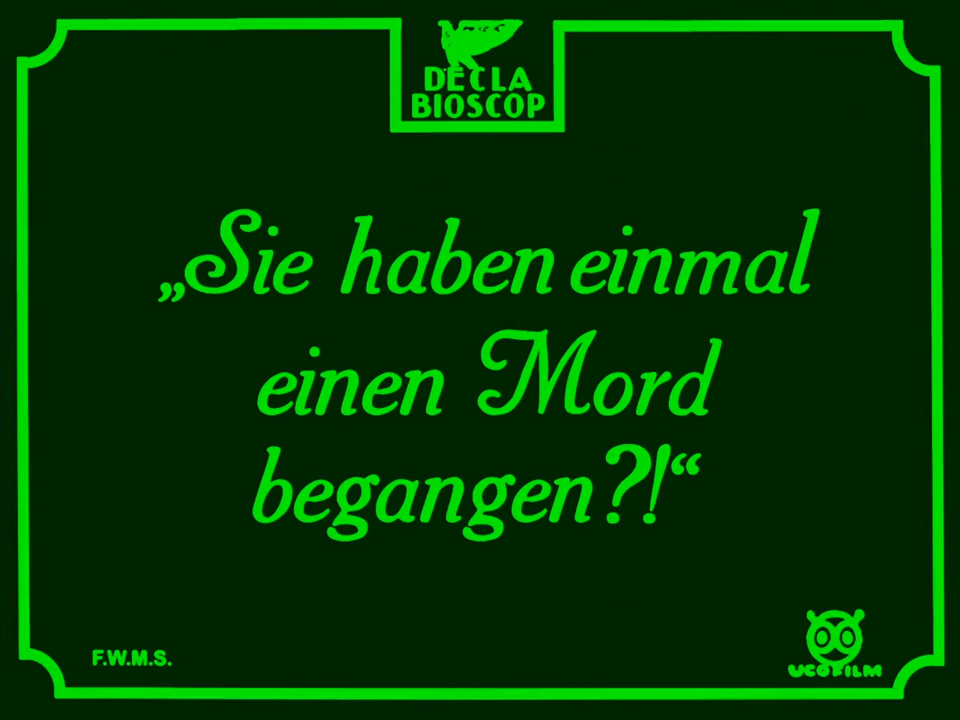 DECLA
BIOSCOP
„Sie haben einmal
einen Mord
begangen?!“
F.W.M.S.
UCOFILM